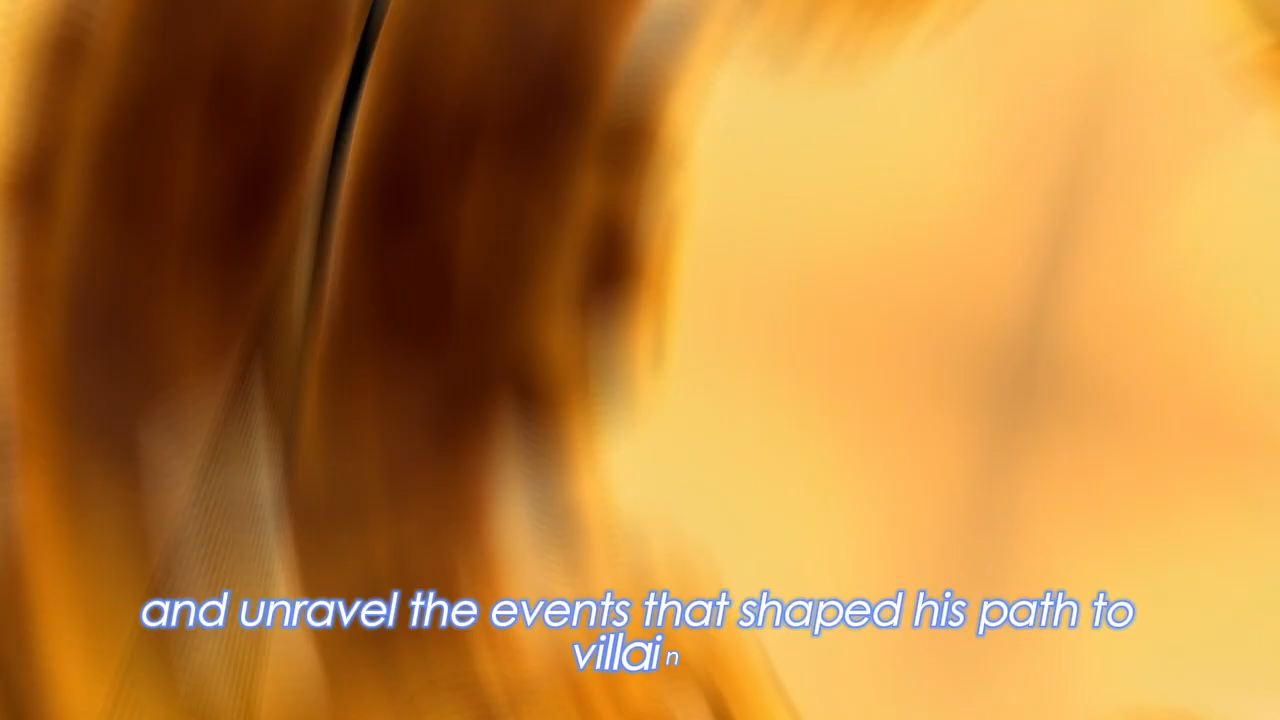 and unravel the events that shaped his path to
villain